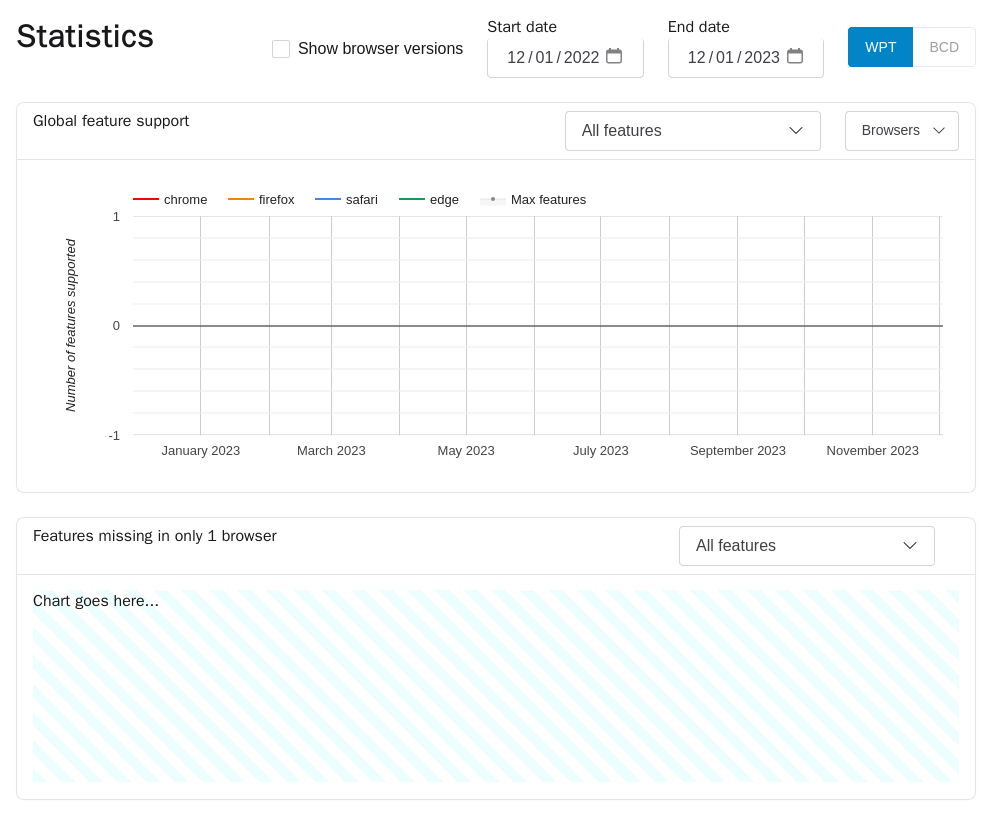 Statistics
Show browser versions
Start date
12/01/2022
End date
12/01/2023
WPT
BCD
Global feature support
All features
Browsers
chrome
firefox
safari
edge
Max features
Number of features supported
1
0
-1
January 2023
March 2023
May 2023
July 2023
September 2023
November 2023
Features missing in only 1 browser
All features
Chart goes here...